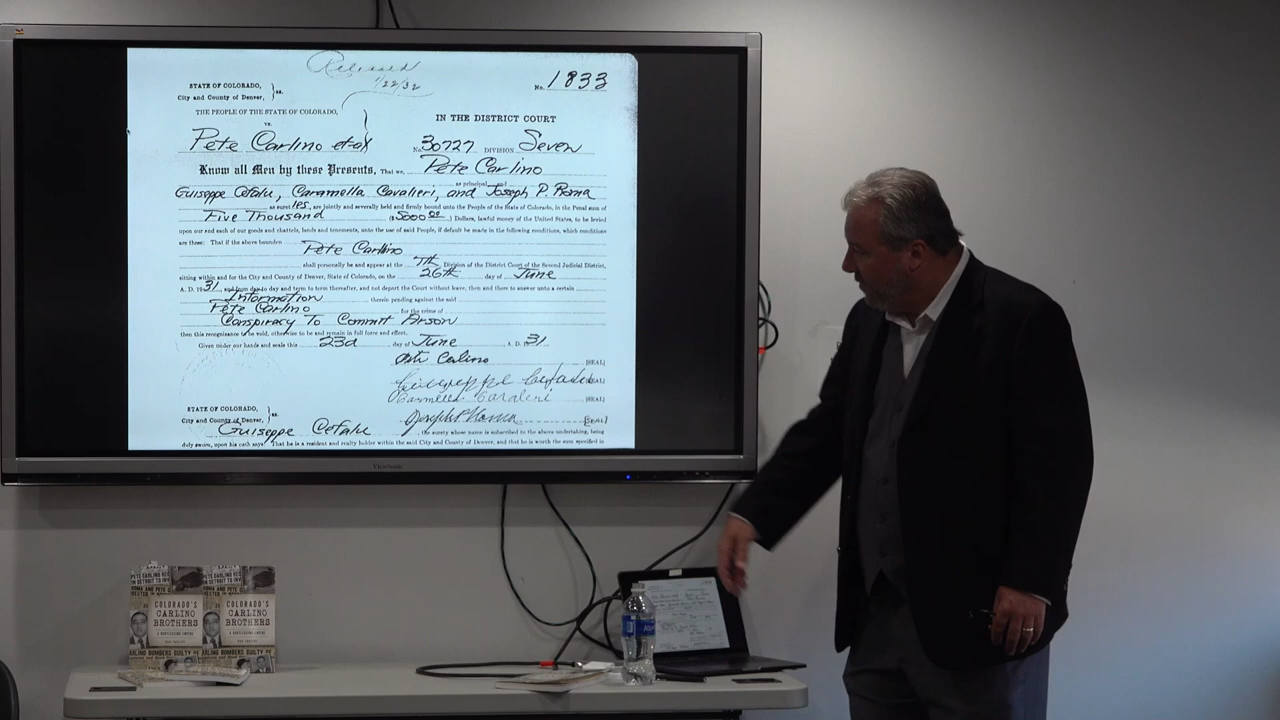 Released
1/22/32
No. 1833
STATE OF COLORADO,
City and County of Denver, } ss.
THE PEOPLE OF THE STATE OF COLORADO,
vs.
IN THE DISTRICT COURT
Pete Carlino et al
No. 30727 DIVISION Seven
Know all Men by these Presents, That we, Pete Carlino
as principal, and
Guiseppe Cefalu, Caramella Cavalieri, and Joseph P. Roma
as sureties, are jointly and severally held and firmly bound unto the People of the State of Colorado, in the Penal sum of
Five Thousand ($5000.00) Dollars, lawful money of the United States, to be levied
upon our and each of our goods and chattels, lands and tenements, unto the use of said People, if default be made in the following conditions, which conditions
are those: That if the above bounden
Pete Carlino
shall personally be and appear at the 7th Division of the District Court of the Second Judicial District,
sitting within and for the City and County of Denver, State of Colorado, on the 26th day of June
A. D. 1931 and from day to day and term to term thereafter, and not depart the Court without leave, then and there to answer unto a certain
Information therein pending against the said
Pete Carlino for the crime of
Conspiracy To Commit Arson
then this recognizance to be void, otherwise to be and remain in full force and effect.
Given under our hands and seals this 23d day of June A. D. 1931
Pete Carlino [SEAL]
Guiseppe Cefalu [SEAL]
[SEAL]
[SEAL]
STATE OF COLORADO,
City and County of Denver, } ss.
Guiseppe Cefalu the surety whose name is subscribed to the above undertaking, being
duly sworn, upon his oath says: That he is a resident and realty holder within the said City and County of Denver, and that he is worth the sum specified in
ViewSonic
COLORADO'S
CARLINO
BROTHERS
A BOOTLEGGING EMPIRE
CARLINO BOMBERS GUILTY
COLORADO'S
CARLINO
BROTHERS
A BOOTLEGGING EMPIRE